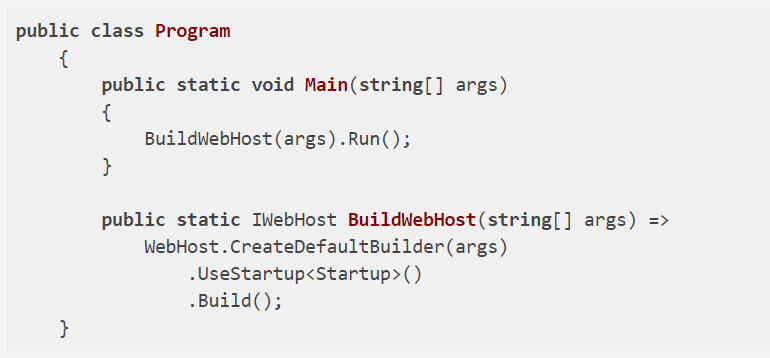 public class Program
    {
        public static void Main(string[] args)
        {
            BuildWebHost(args).Run();
        }

        public static IWebHost BuildWebHost(string[] args) =>
            WebHost.CreateDefaultBuilder(args)
                .UseStartup<Startup>()
                .Build();
    }